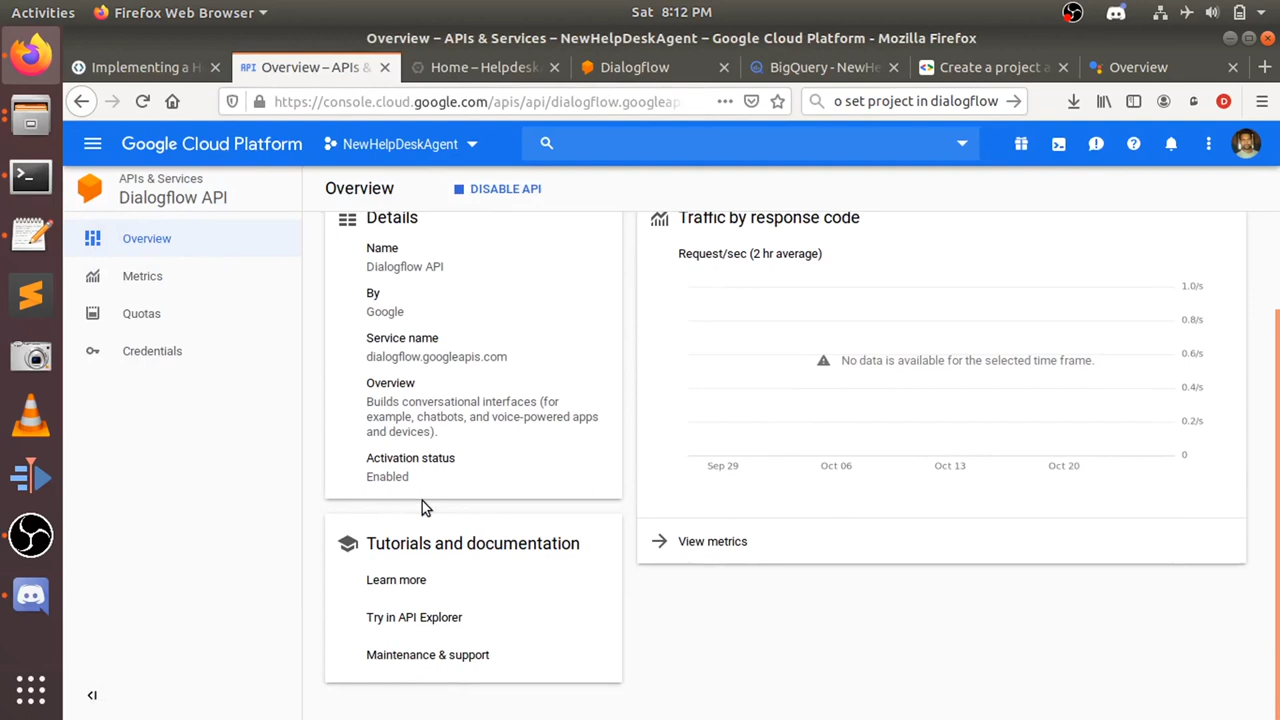 Activities
Firefox Web Browser
Sat 8:12 PM
Overview – APIs & Services – NewHelpDeskAgent – Google Cloud Platform - Mozilla Firefox
Implementing a H
API Overview – APIs &
Home – Helpdesk
Dialogflow
BigQuery - NewHe
Create a project a
Overview
https://console.cloud.google.com/apis/api/dialogflow.googleap
o set project in dialogflow
Google Cloud Platform
NewHelpDeskAgent
APIs & Services
Dialogflow API
Overview
DISABLE API
Overview
Metrics
Quotas
Credentials
Details
Name
Dialogflow API
By
Google
Service name
dialogflow.googleapis.com
Overview
Builds conversational interfaces (for
example, chatbots, and voice-powered apps
and devices).
Activation status
Enabled
Tutorials and documentation
Learn more
Try in API Explorer
Maintenance & support
Traffic by response code
Request/sec (2 hr average)
1.0/s
0.8/s
0.6/s
No data is available for the selected time frame.
0.4/s
0.2/s
0
Sep 29
Oct 06
Oct 13
Oct 20
View metrics